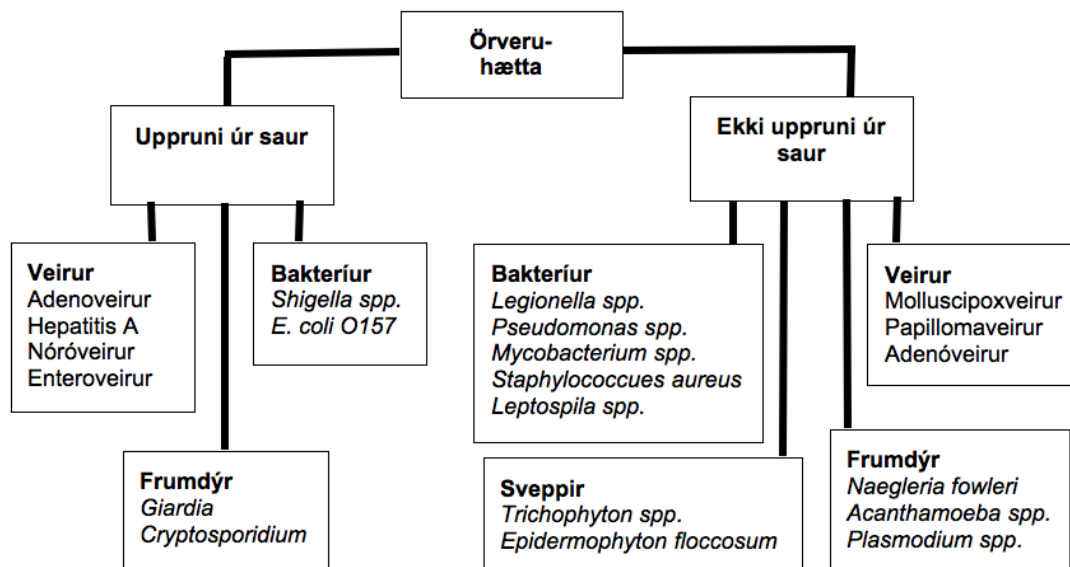 Örveru-
hætta
Uppruni úr saur
Ekki uppruni úr
saur
Veirur
Adenoveirur
Hepatitis A
Nóróveirur
Enteroveirur
Bakteríur
Shigella spp.
E. coli O157
Frumdýr
Giardia
Cryptosporidium
Bakteríur
Legionella spp.
Pseudomonas spp.
Mycobacterium spp.
Staphylococcues aureus
Leptospila spp.
Sveppir
Trichophyton spp.
Epidermophyton floccosum
Veirur
Molluscipoxveirur
Papillomaveirur
Adenóveirur
Frumdýr
Naegleria fowleri
Acanthamoeba spp.
Plasmodium spp.